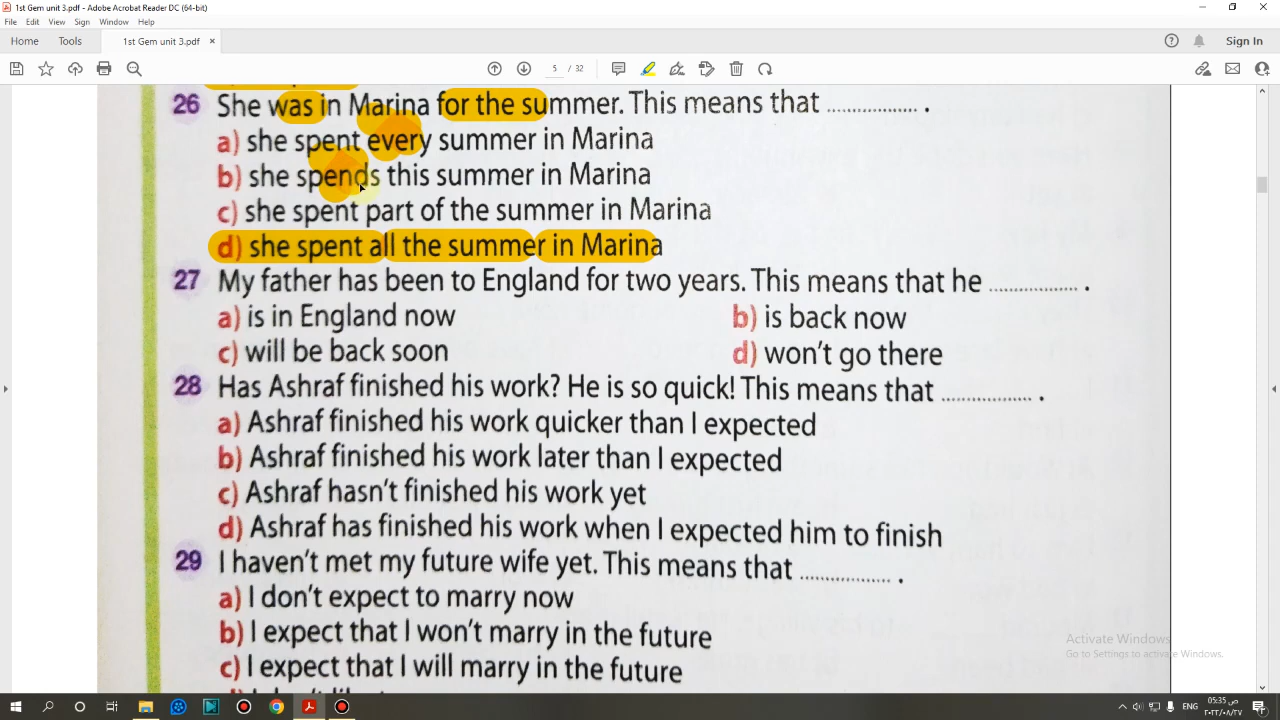 1st Gem unit 3.pdf - Adobe Acrobat Reader DC (64-bit)
File Edit View Sign Window Help
Home Tools 1st Gem unit 3.pdf × Sign In
5 / 32
26 She was in Marina for the summer. This means that .................. .
a) she spent every summer in Marina
b) she spends this summer in Marina
c) she spent part of the summer in Marina
d) she spent all the summer in Marina
27 My father has been to England for two years. This means that he .................. .
a) is in England now b) is back now
c) will be back soon d) won't go there
28 Has Ashraf finished his work? He is so quick! This means that .................. .
a) Ashraf finished his work quicker than I expected
b) Ashraf finished his work later than I expected
c) Ashraf hasn't finished his work yet
d) Ashraf has finished his work when I expected him to finish
29 I haven't met my future wife yet. This means that .................. .
a) I don't expect to marry now
b) I expect that I won't marry in the future
c) I expect that I will marry in the future
Activate Windows
Go to Settings to activate Windows.
ENG 05:35 ص